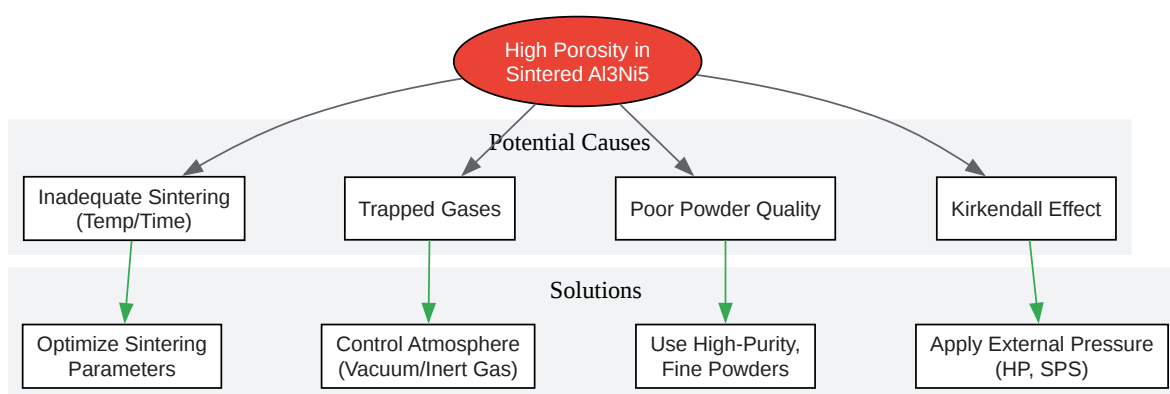 High Porosity in
Sintered Al3Ni5
Potential Causes
Inadequate Sintering
(Temp/Time)
Trapped Gases
Poor Powder Quality
Kirkendall Effect
Solutions
Optimize Sintering
Parameters
Control Atmosphere
(Vacuum/Inert Gas)
Use High-Purity,
Fine Powders
Apply External Pressure
(HP, SPS)